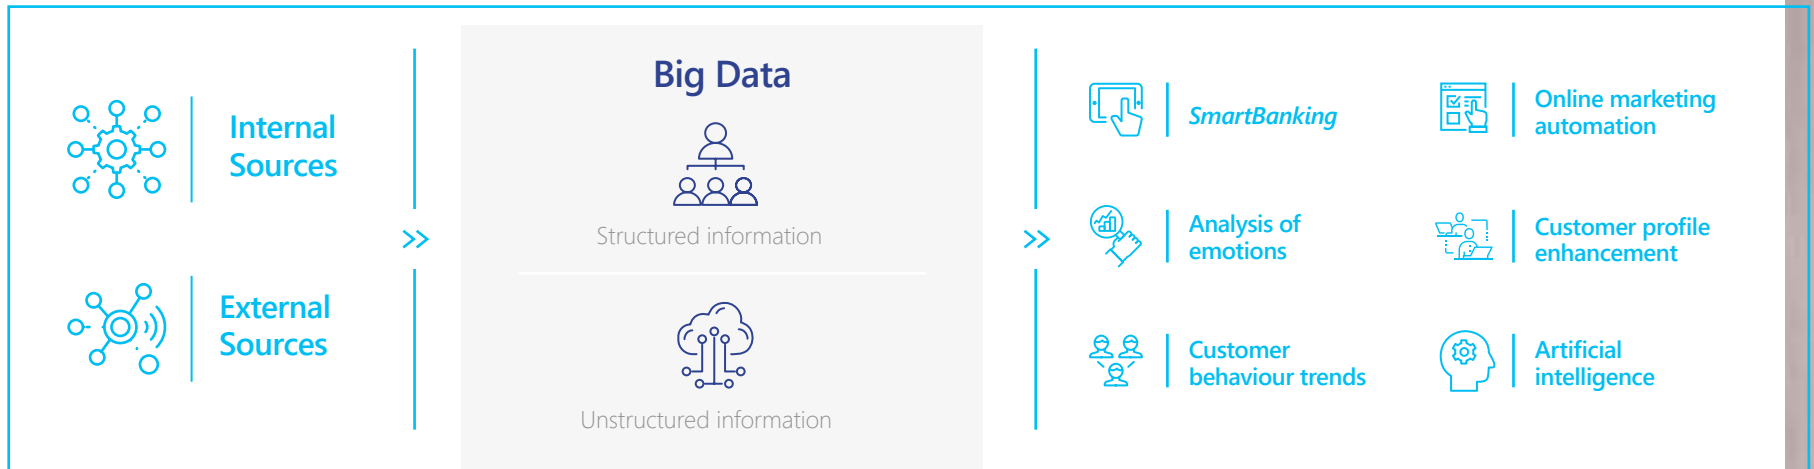 Internal
Sources
External
Sources
Big Data
Structured information
Unstructured information
SmartBanking
Online marketing
automation
Analysis of
emotions
Customer profile
enhancement
Customer
behaviour trends
Artificial
intelligence